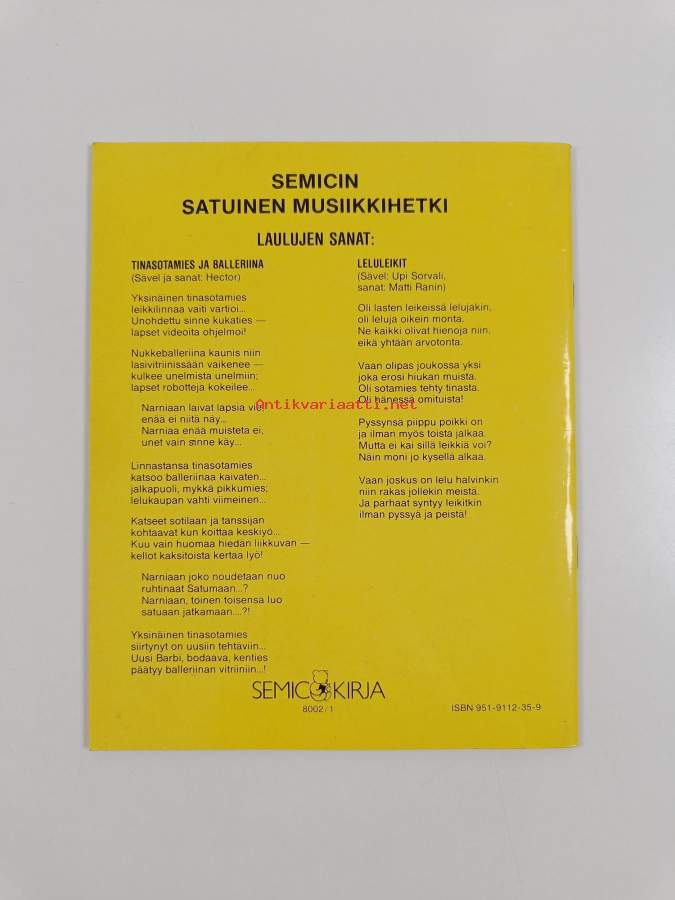 SEMICIN
SATUINEN MUSIIKKIHETKI
LAULUJEN SANAT:
TINASOTAMIES JA BALLERIINA
(Sävel ja sanat: Hector)
Yksinäinen tinasotamies
leikkilinnaa vaiti vartioi...
Unohdettu sinne kukaties —
lapset videoita ohjelmoi!
Nukkeballeriina kaunis niin
lasivitriinissään vaikenee —
kulkee unelmista unelmiin;
lapset robotteja kokeilee...
Narniaan laivat lapsia vie!
enää ei niitä näy...
Narniaa enää muisteta ei,
unet vain sinne käy...
Linnastansa tinasotamies
katsoo balleriinaa kaivaten...
jalkapuoli, mykkä pikkumies;
lelukaupan vahti viimeinen...
Katseet sotilaan ja tanssijan
kohtaavat kun koittaa keskiyö...
Kuu vain huomaa hiedan liikkuvan —
kellot kaksitoista kertaa lyö!
Narniaan joko noudetaan nuo
ruhtinaat Satumaan...?
Narniaan, toinen toisensa luo
satuaan jatkamaan....?!
Yksinäinen tinasotamies
siirtynyt on uusiin tehtäviin...
Uusi Barbi, bodaava, kenties
päätyy balleriinan vitriiniin...!
LELULEIKIT
(Sävel: Upi Sorvali,
sanat: Matti Ranin)
Oli lasten leikeissä lelujakin,
oli leluja oikein monta.
Ne kaikki olivat hienoja niin,
eikä yhtään arvotonta.
Vaan olipas joukossa yksi
joka erosi hiukan muista.
Oli sotamies tehty tinasta.
Oli hänessä omituista!
Pyssynsä piippu poikki on
ja ilman myös toista jalkaa.
Mutta ei kai sillä leikkiä voi?
Näin moni jo kysellä alkaa.
Vaan joskus on lelu halvinkin
niin rakas jollekin meistä.
Ja parhaat syntyy leikitkin
ilman pyssyä ja peistä!
Antikvariaatti.net
SEMIC KIRJA
8002/1
ISBN 951-9112-35-9